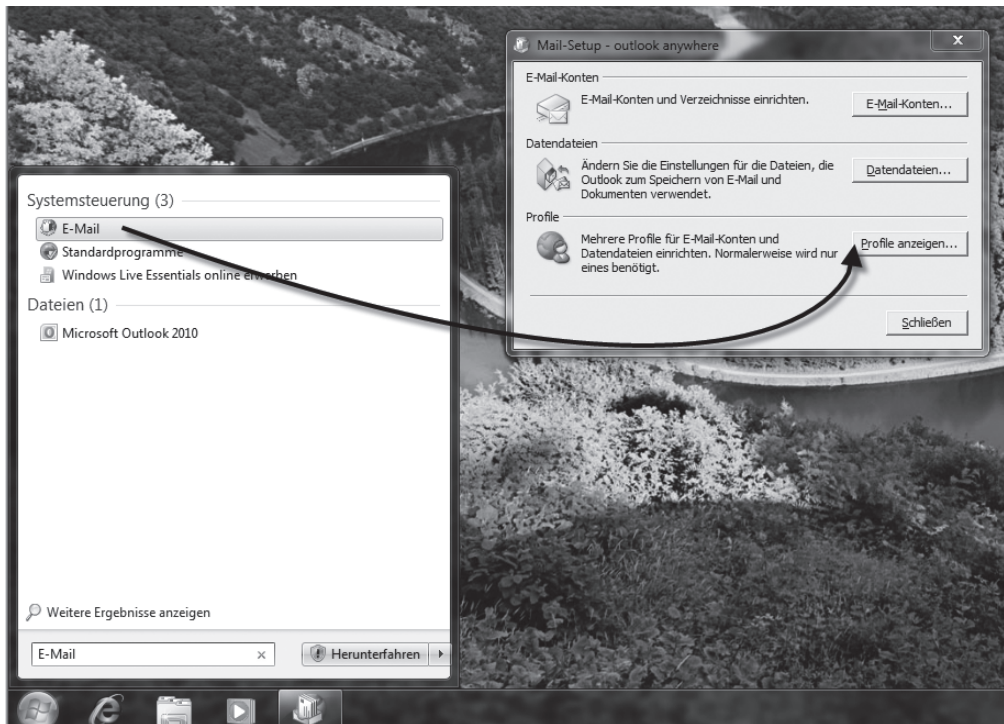 Mail-Setup - outlook anywhere
x
E-Mail-Konten
E-Mail-Konten und Verzeichnisse einrichten.
E-Mail-Konten...
Datendateien
Ändern Sie die Einstellungen für die Dateien, die
Outlook zum Speichern von E-Mail und
Dokumenten verwendet.
Datendateien...
Profile
Mehrere Profile für E-Mail-Konten und
Datendateien einrichten. Normalerweise wird nur
eines benötigt.
Profile anzeigen...
Schließen
Systemsteuerung (3)
E-Mail
Standardprogramme
Windows Live Essentials online erwerben
Dateien (1)
Microsoft Outlook 2010
Weitere Ergebnisse anzeigen
E-Mail
Herunterfahren